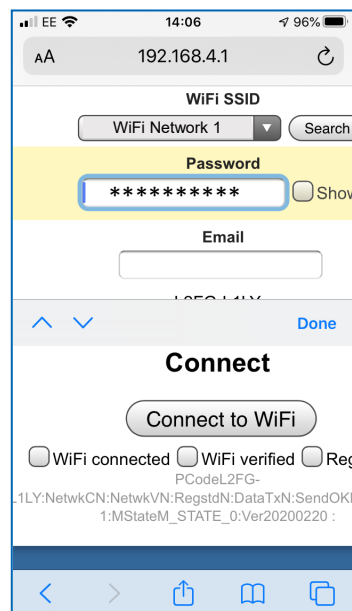 EE 14:06 96%
AA 192.168.4.1
WiFi SSID
WiFi Network 1 Search
Password
********** Show
Email
Done
Connect
Connect to WiFi
WiFi connected WiFi verified Reg
PCodeL2FG-
L1LY:NetwkCN:NetwkVN:RegstdN:DataTxN:SendOK
1:MStateM_STATE_0:Ver20200220 :